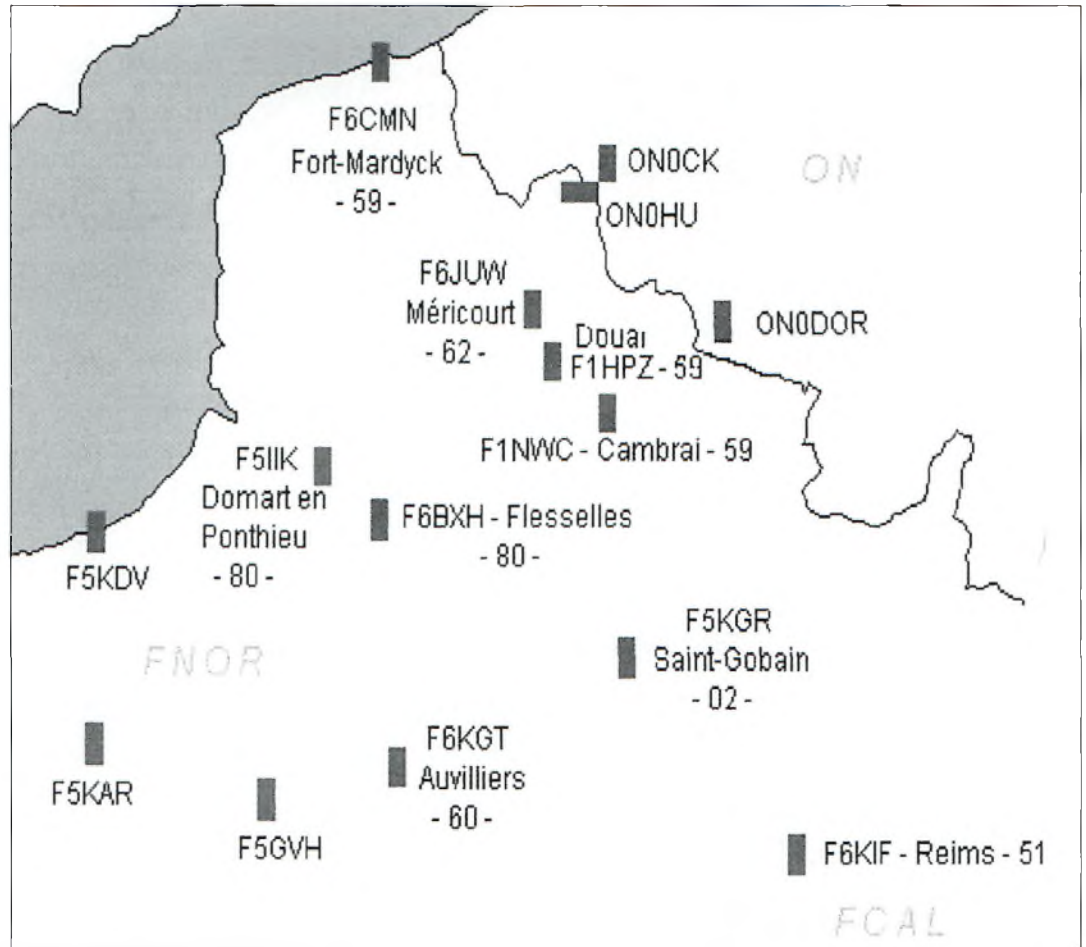 F6CMN
Fort-Mardyck
- 59 -
ON0CK
ON
ON0HU
F6JUW
Méricourt
- 62 -
ON0DOR
Douai
F1HPZ - 59
F1NWC - Cambrai - 59
F5IIK
Domart en
Ponthieu
- 80 -
F6BXH - Flesselles
- 80 -
F5KDV
F5KGR
Saint-Gobain
- 02 -
FNOR
F6KGT
Auvilliers
- 60 -
F5KAR
F5GVH
F6KIF - Reims - 51
FCAL